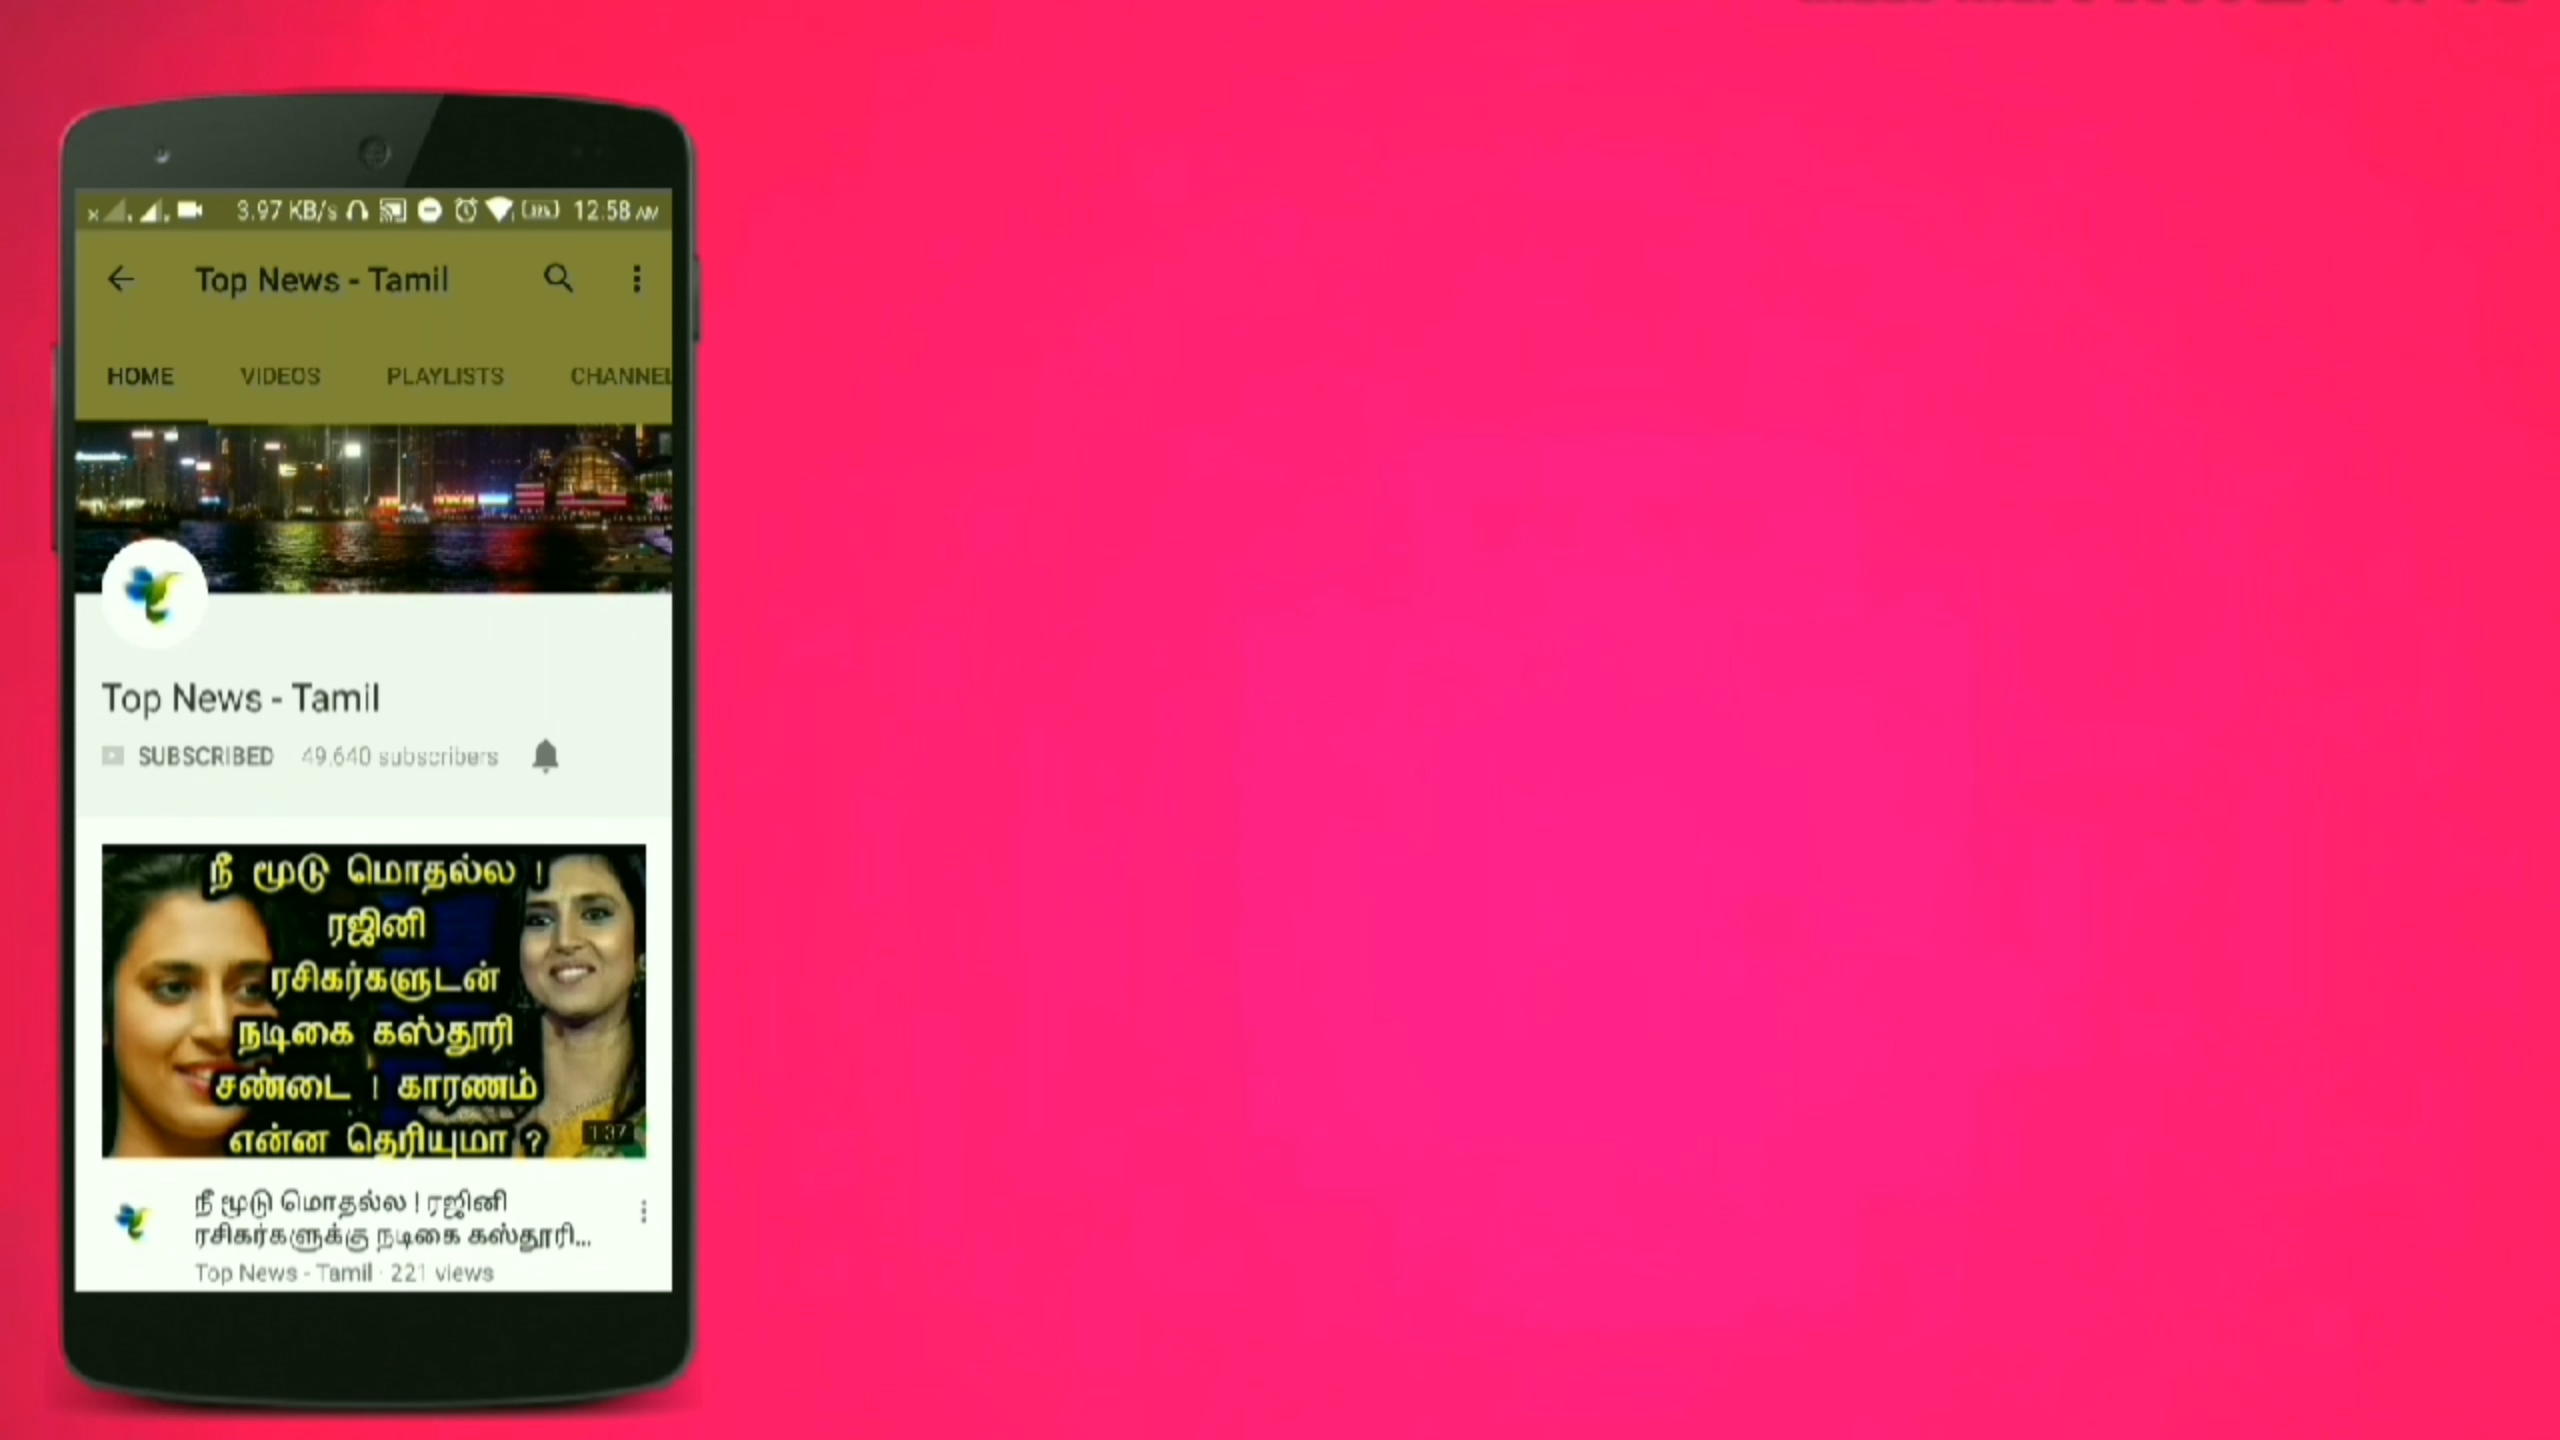 3.97 KB/s 12.58 AM
Top News - Tamil
HOME VIDEOS PLAYLISTS CHANNEL
Top News - Tamil
SUBSCRIBED 49,640 subscribers
நீ மூடு மொதல்ல !
ரஜினி
ரசிகர்களுடன்
நடிகை கஸ்தூரி
சண்டை ! காரணம்
என்ன தெரியுமா ?
1:37
நீ மூடு மொதல்ல ! ரஜினி
ரசிகர்களுக்கு நடிகை கஸ்தூரி...
Top News - Tamil · 221 views